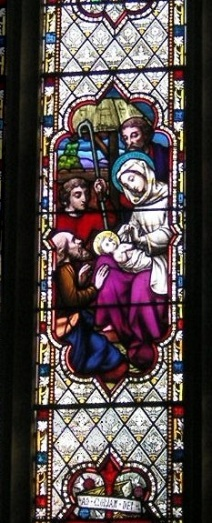 AD · GLORIAM · DEI